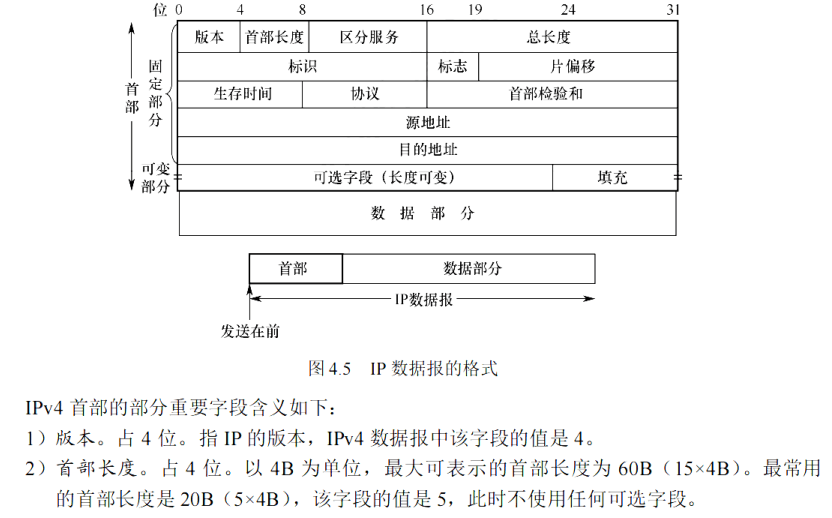 位 0 4 8 16 19 24 31
版本 首部长度 区分服务 总长度
标识 标志 片偏移
生存时间 协议 首部检验和
源地址
目的地址
可选字段（长度可变） 填充
数 据 部 分
首部
固定部分
可变部分
首部 数据部分
IP数据报
发送在前
图 4.5 IP 数据报的格式
IPv4 首部的部分重要字段含义如下：
1）版本。占 4 位。指 IP 的版本，IPv4 数据报中该字段的值是 4。
2）首部长度。占 4 位。以 4B 为单位，最大可表示的首部长度为 60B（15×4B）。最常用
的首部长度是 20B（5×4B），该字段的值是 5，此时不使用任何可选字段。